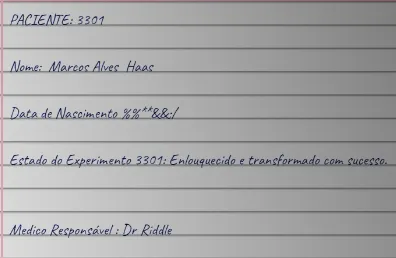 PACIENTE: 3301
Nome: Marcos Alves Haas
Data de Nascimento %%**&&:/
Estado do Experimento 3301: Enlouquecido e transformado com sucesso.
Medico Responsável : Dr Riddle